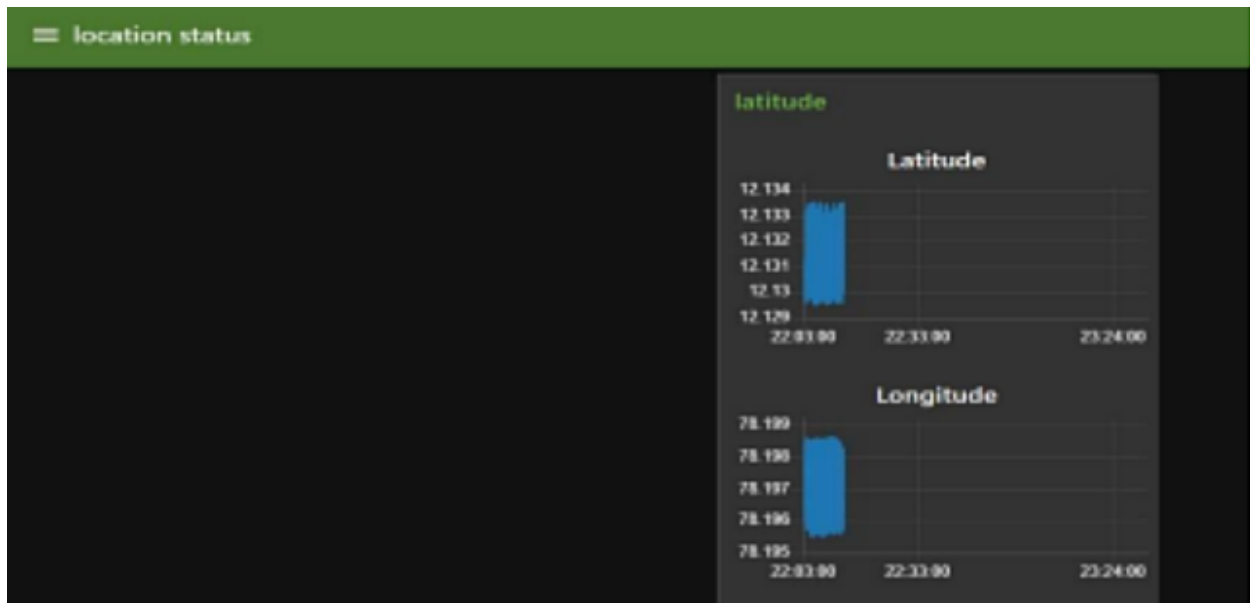 location status
latitude
Latitude
12.134
12.133
12.132
12.131
12.13
12.129
22:03:00 22:33:00 23:24:00
Longitude
78.199
78.198
78.197
78.196
78.195
22:03:00 22:33:00 23:24:00